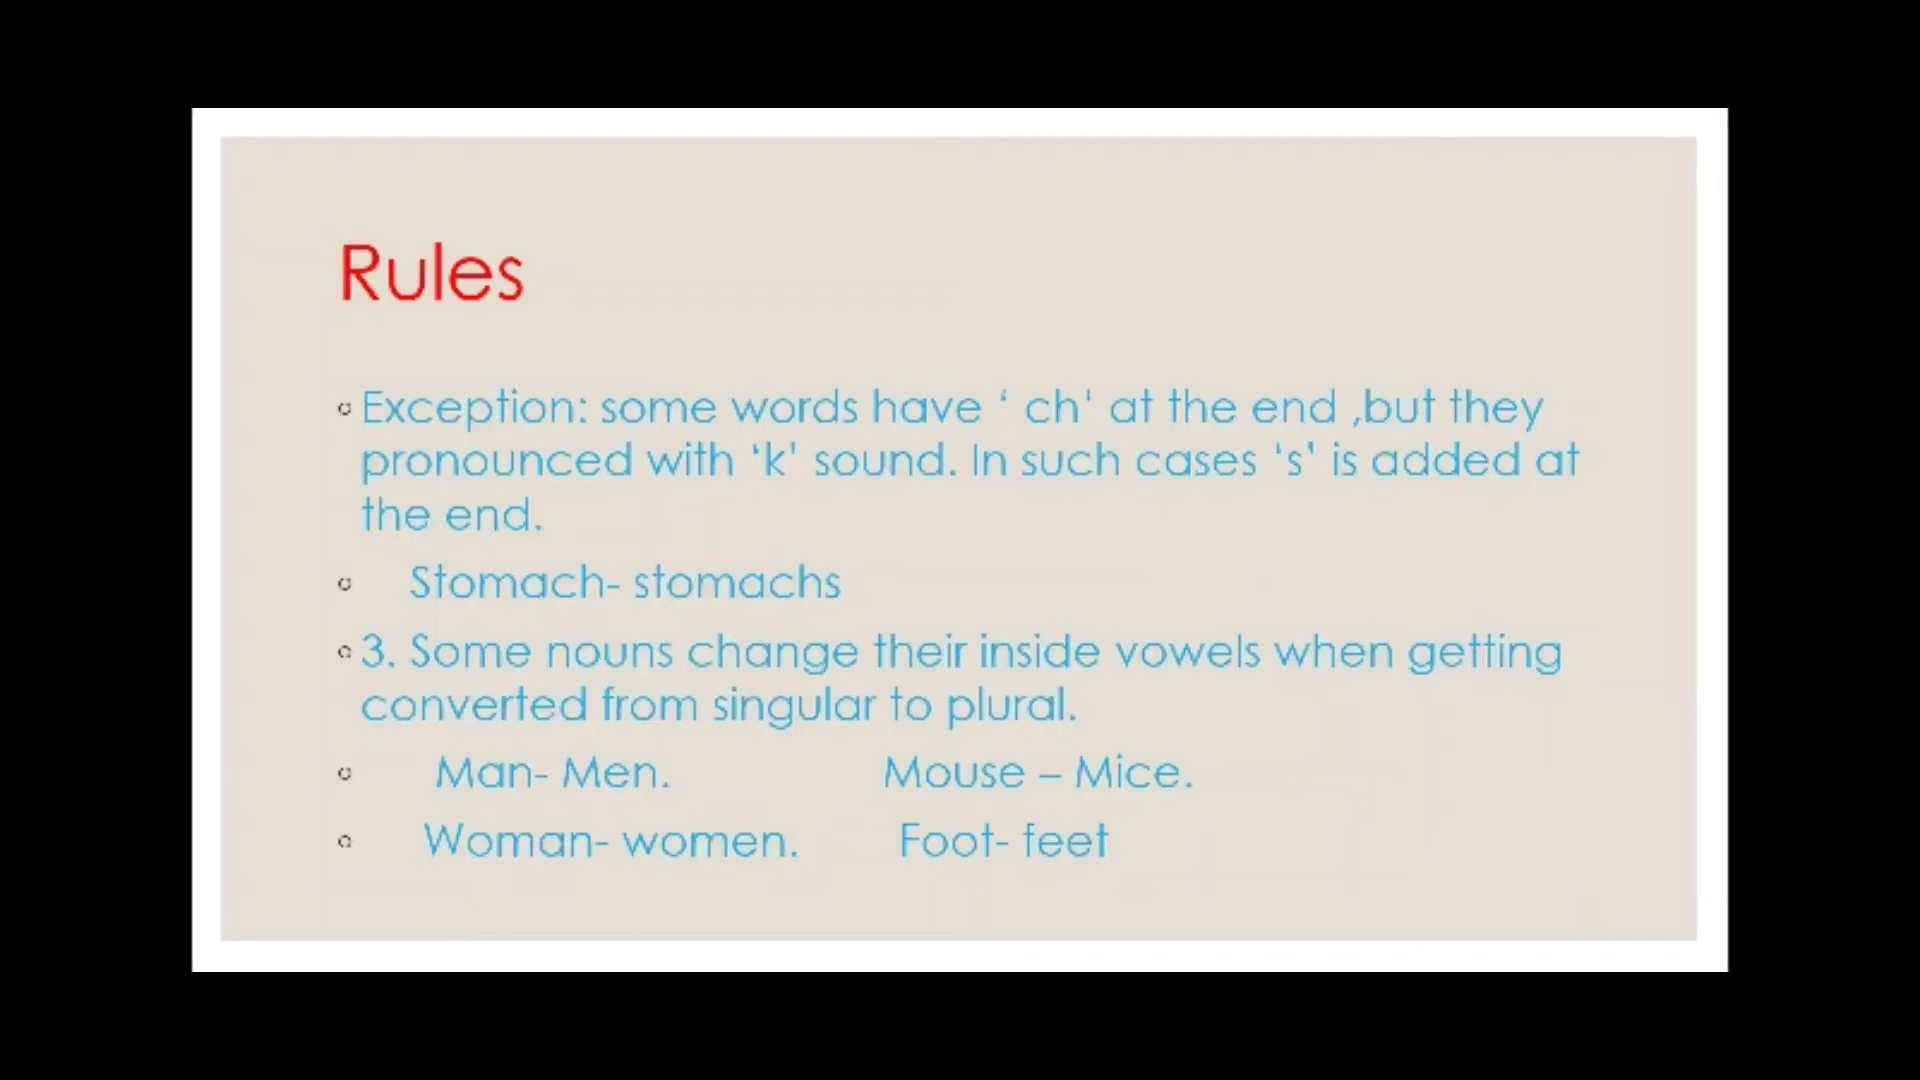 Rules
Exception: some words have ‘ ch' at the end ,but they
pronounced with ‘k’ sound. In such cases ‘s’ is added at
the end.
Stomach- stomachs
3. Some nouns change their inside vowels when getting
converted from singular to plural.
Man- Men. Mouse – Mice.
Woman- women. Foot- feet